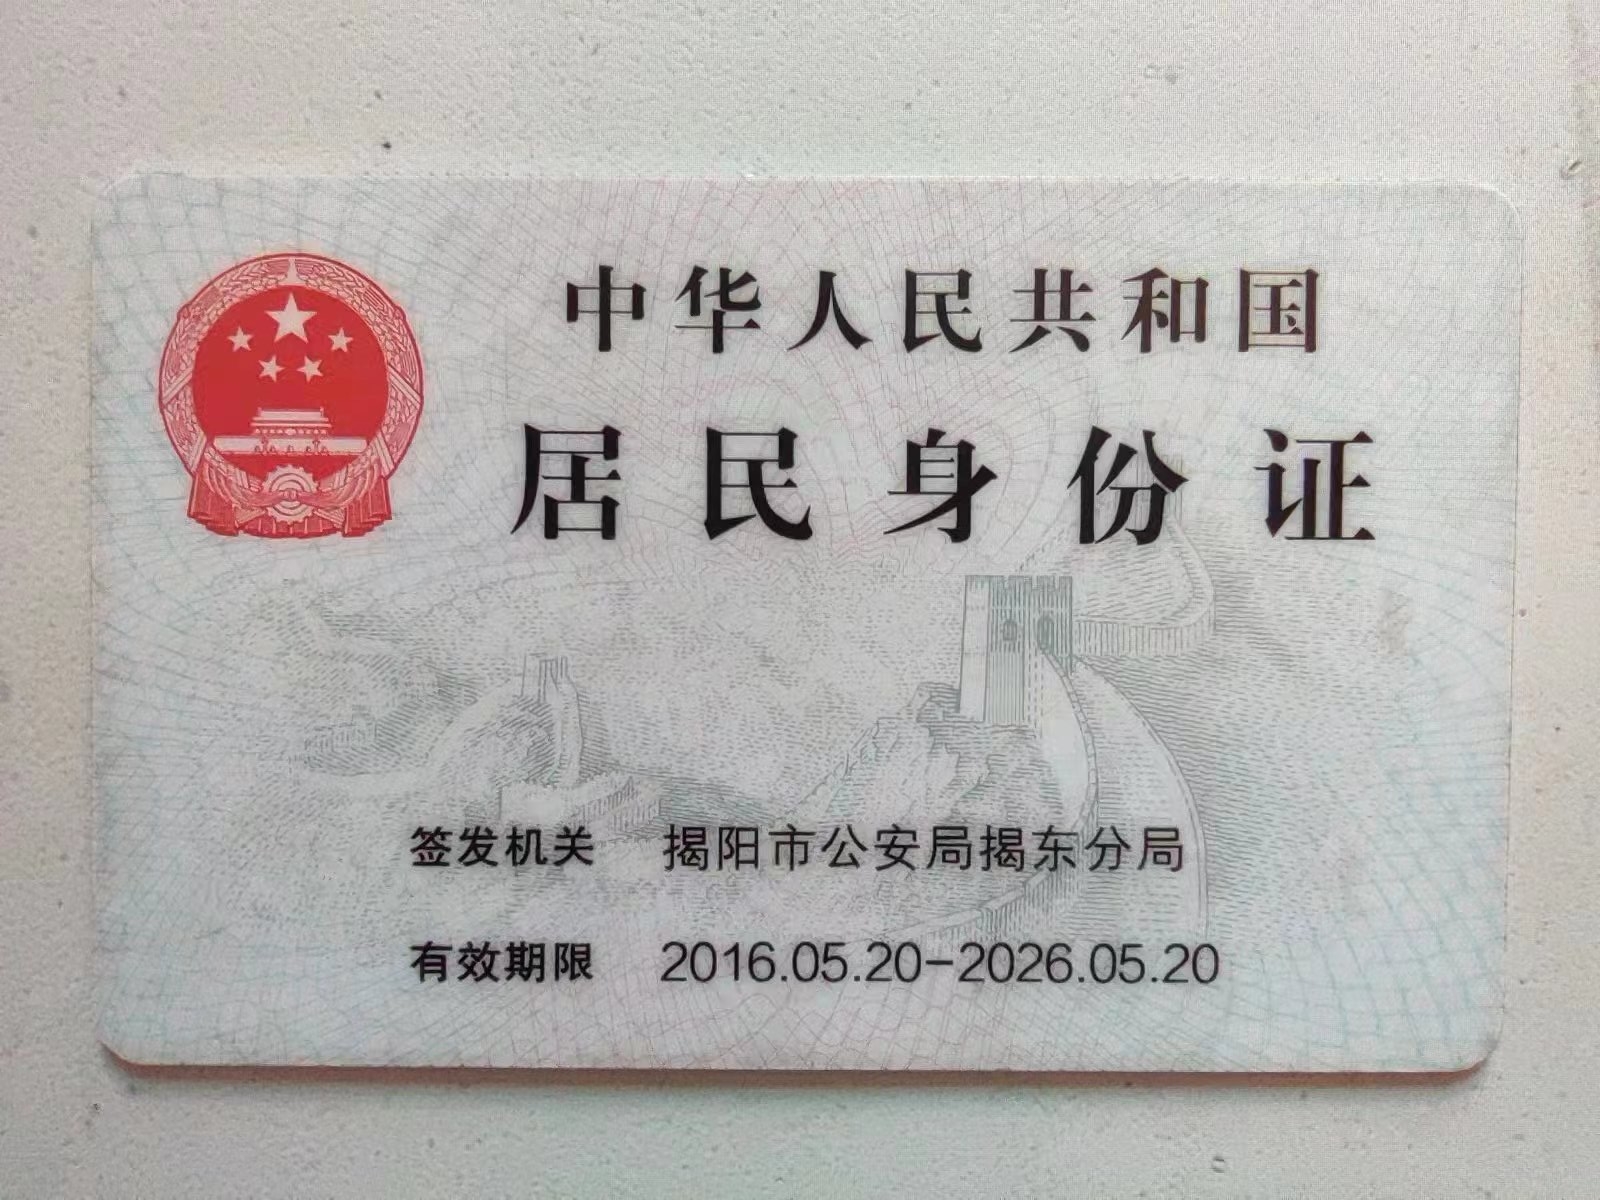 中华人民共和国
居民身份证
签发机关 揭阳市公安局揭东分局
有效期限 2016.05.20-2026.05.20